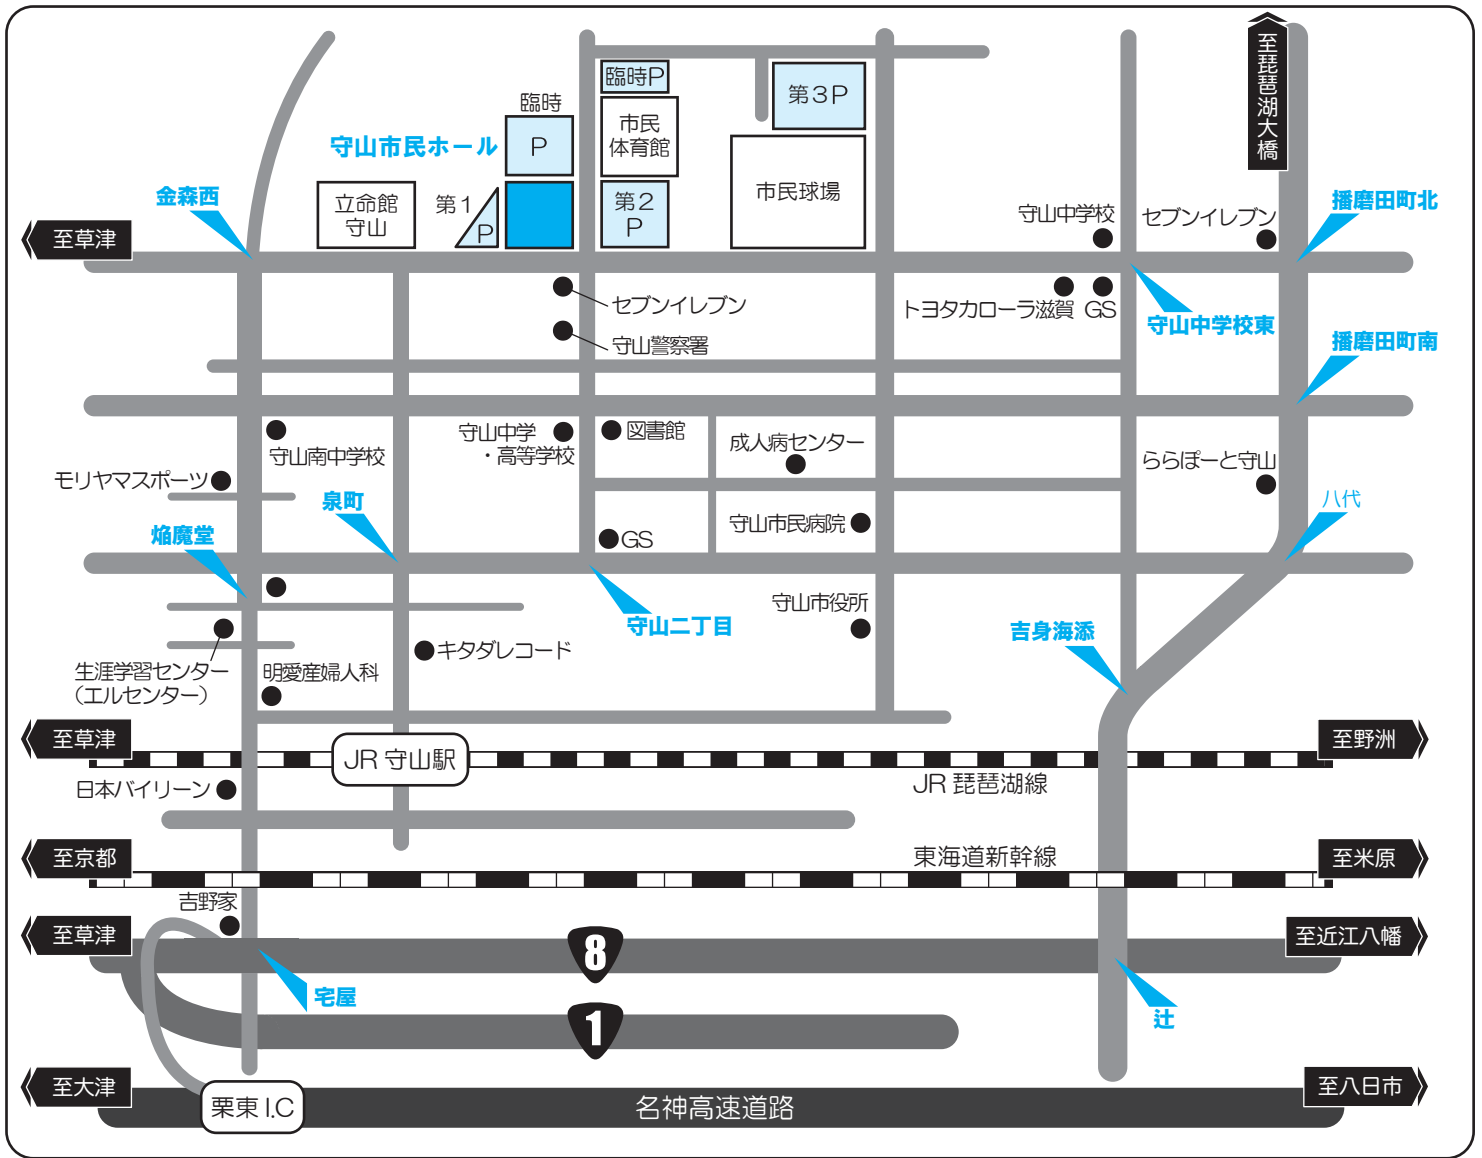 至琵琶湖大橋
臨時P
臨時
P
第３P
守山市民ホール
市民
体育館
金森西
立命館
守山
第１
P
第２
P
市民球場
播磨田町北
守山中学校
セブンイレブン
至草津
セブンイレブン
トヨタカローラ滋賀
GS
守山中学校東
守山警察署
播磨田町南
守山南中学校
守山中学
・高等学校
図書館
成人病センター
ららぽーと守山
モリヤマスポーツ
泉町
八代
焔魔堂
GS
守山市民病院
守山市役所
守山二丁目
吉身海添
キタダレコード
生涯学習センター
（エルセンター）
明愛産婦人科
至草津
JR 守山駅
至野洲
JR 琵琶湖線
日本バイリーン
至京都
東海道新幹線
至米原
吉野家
至草津
8
至近江八幡
宅屋
1
辻
至大津
栗東 I.C
名神高速道路
至八日市